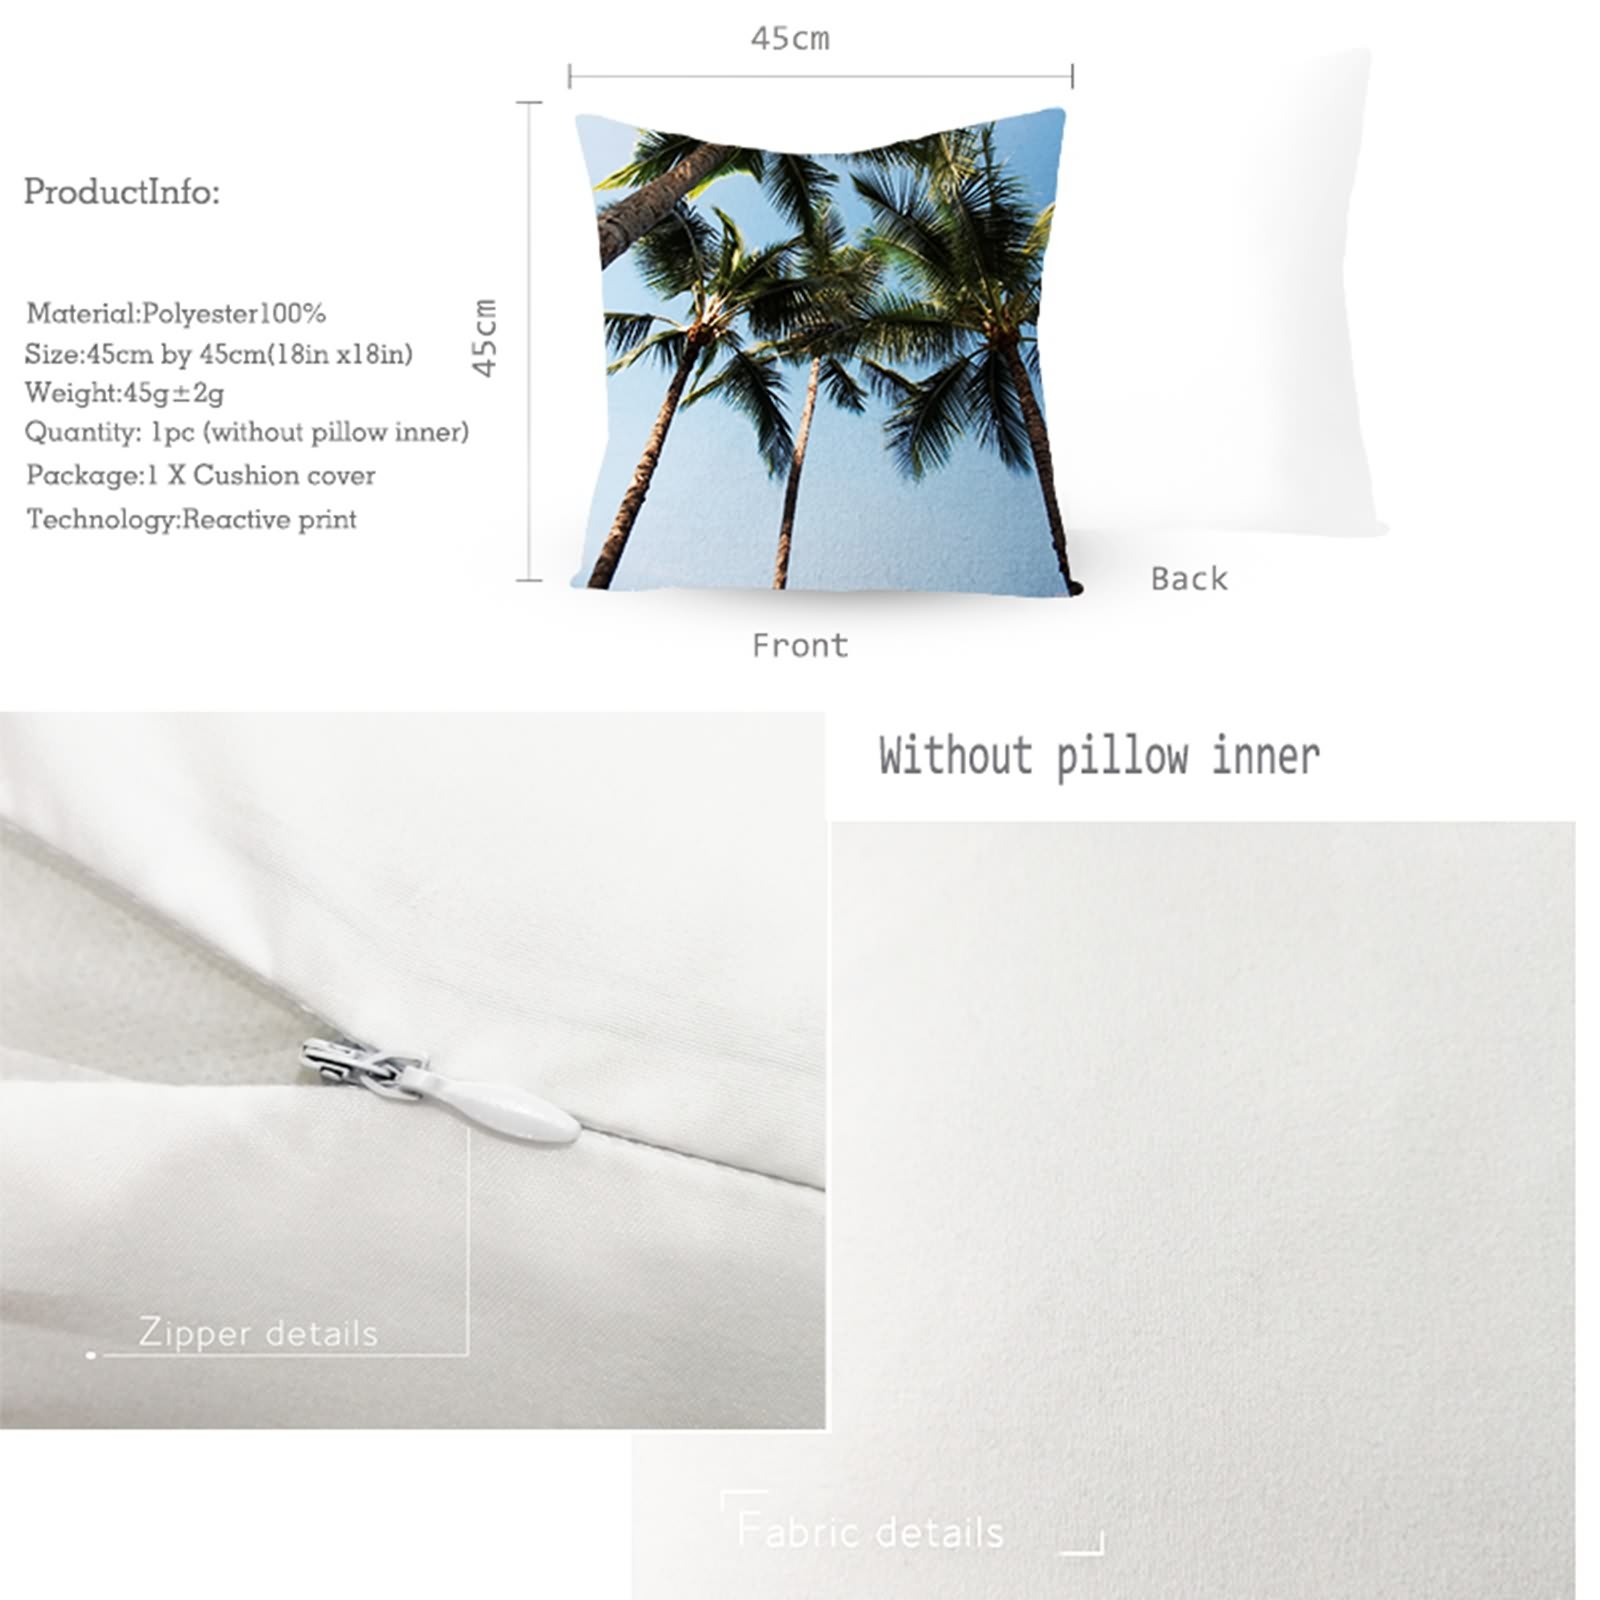 45cm
ProductInfo:
45cm
Material:Polyester100%
Size:45cm by 45cm(18in x18in)
Weight:45g±2g
Quantity: 1pc (without pillow inner)
Package:1 X Cushion cover
Technology:Reactive print
Back
Front
Without pillow inner
Zipper details
Fabric details